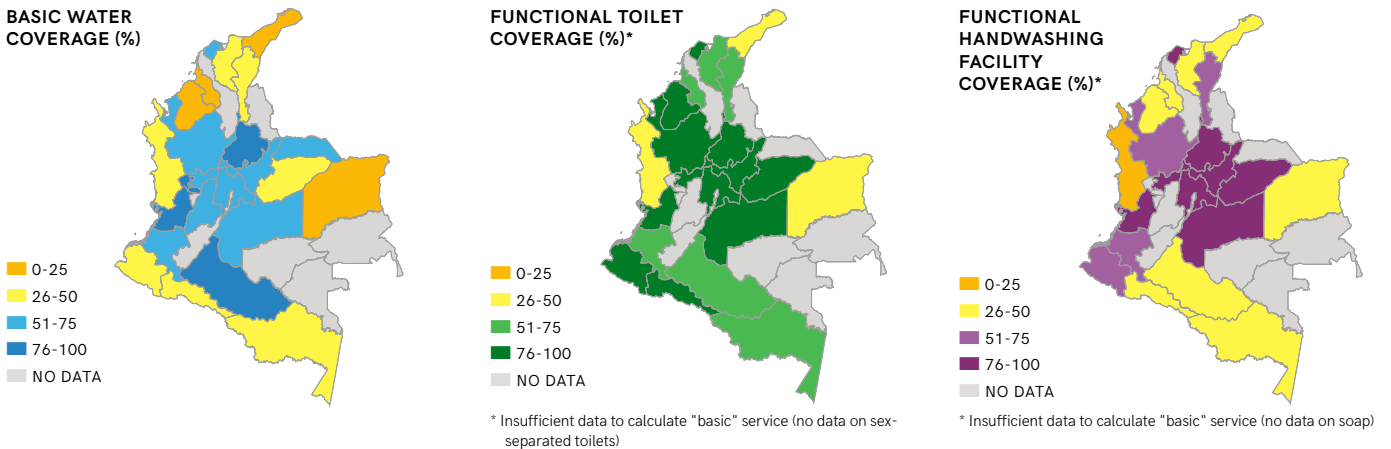 BASIC WATER
COVERAGE (%)
0-25
26-50
51-75
76-100
NO DATA
FUNCTIONAL TOILET
COVERAGE (%)*
0-25
26-50
51-75
76-100
NO DATA
* Insufficient data to calculate "basic" service (no data on sex-
separated toilets)
FUNCTIONAL
HANDWASHING
FACILITY
COVERAGE (%)*
0-25
26-50
51-75
76-100
NO DATA
* Insufficient data to calculate "basic" service (no data on soap)